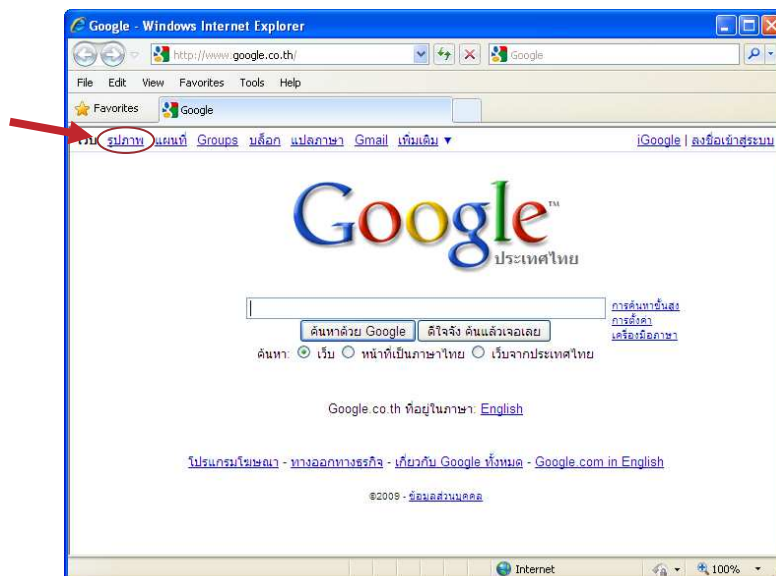 Google - Windows Internet Explorer
http://www.google.co.th/ Google
File Edit View Favorites Tools Help
Favorites Google
เว็บ รูปภาพ แผนที่ Groups บล็อก แปลภาษา Gmail เพิ่มเติม ▼ iGoogle | ลงชื่อเข้าสู่ระบบ
Google™
ประเทศไทย
การค้นหาขั้นสูง
การตั้งค่า
เครื่องมือภาษา
ค้นหาด้วย Google ดีใจจัง ค้นแล้วเจอเลย
ค้นหา: เว็บ หน้าที่เป็นภาษาไทย เว็บจากประเทศไทย
Google.co.th ที่อยู่ในภาษา: English
โปรแกรมโฆษณา - ทางออกทางธุรกิจ - เกี่ยวกับ Google ทั้งหมด - Google.com in English
©2009 - ข้อมูลส่วนบุคคล
Internet 100%